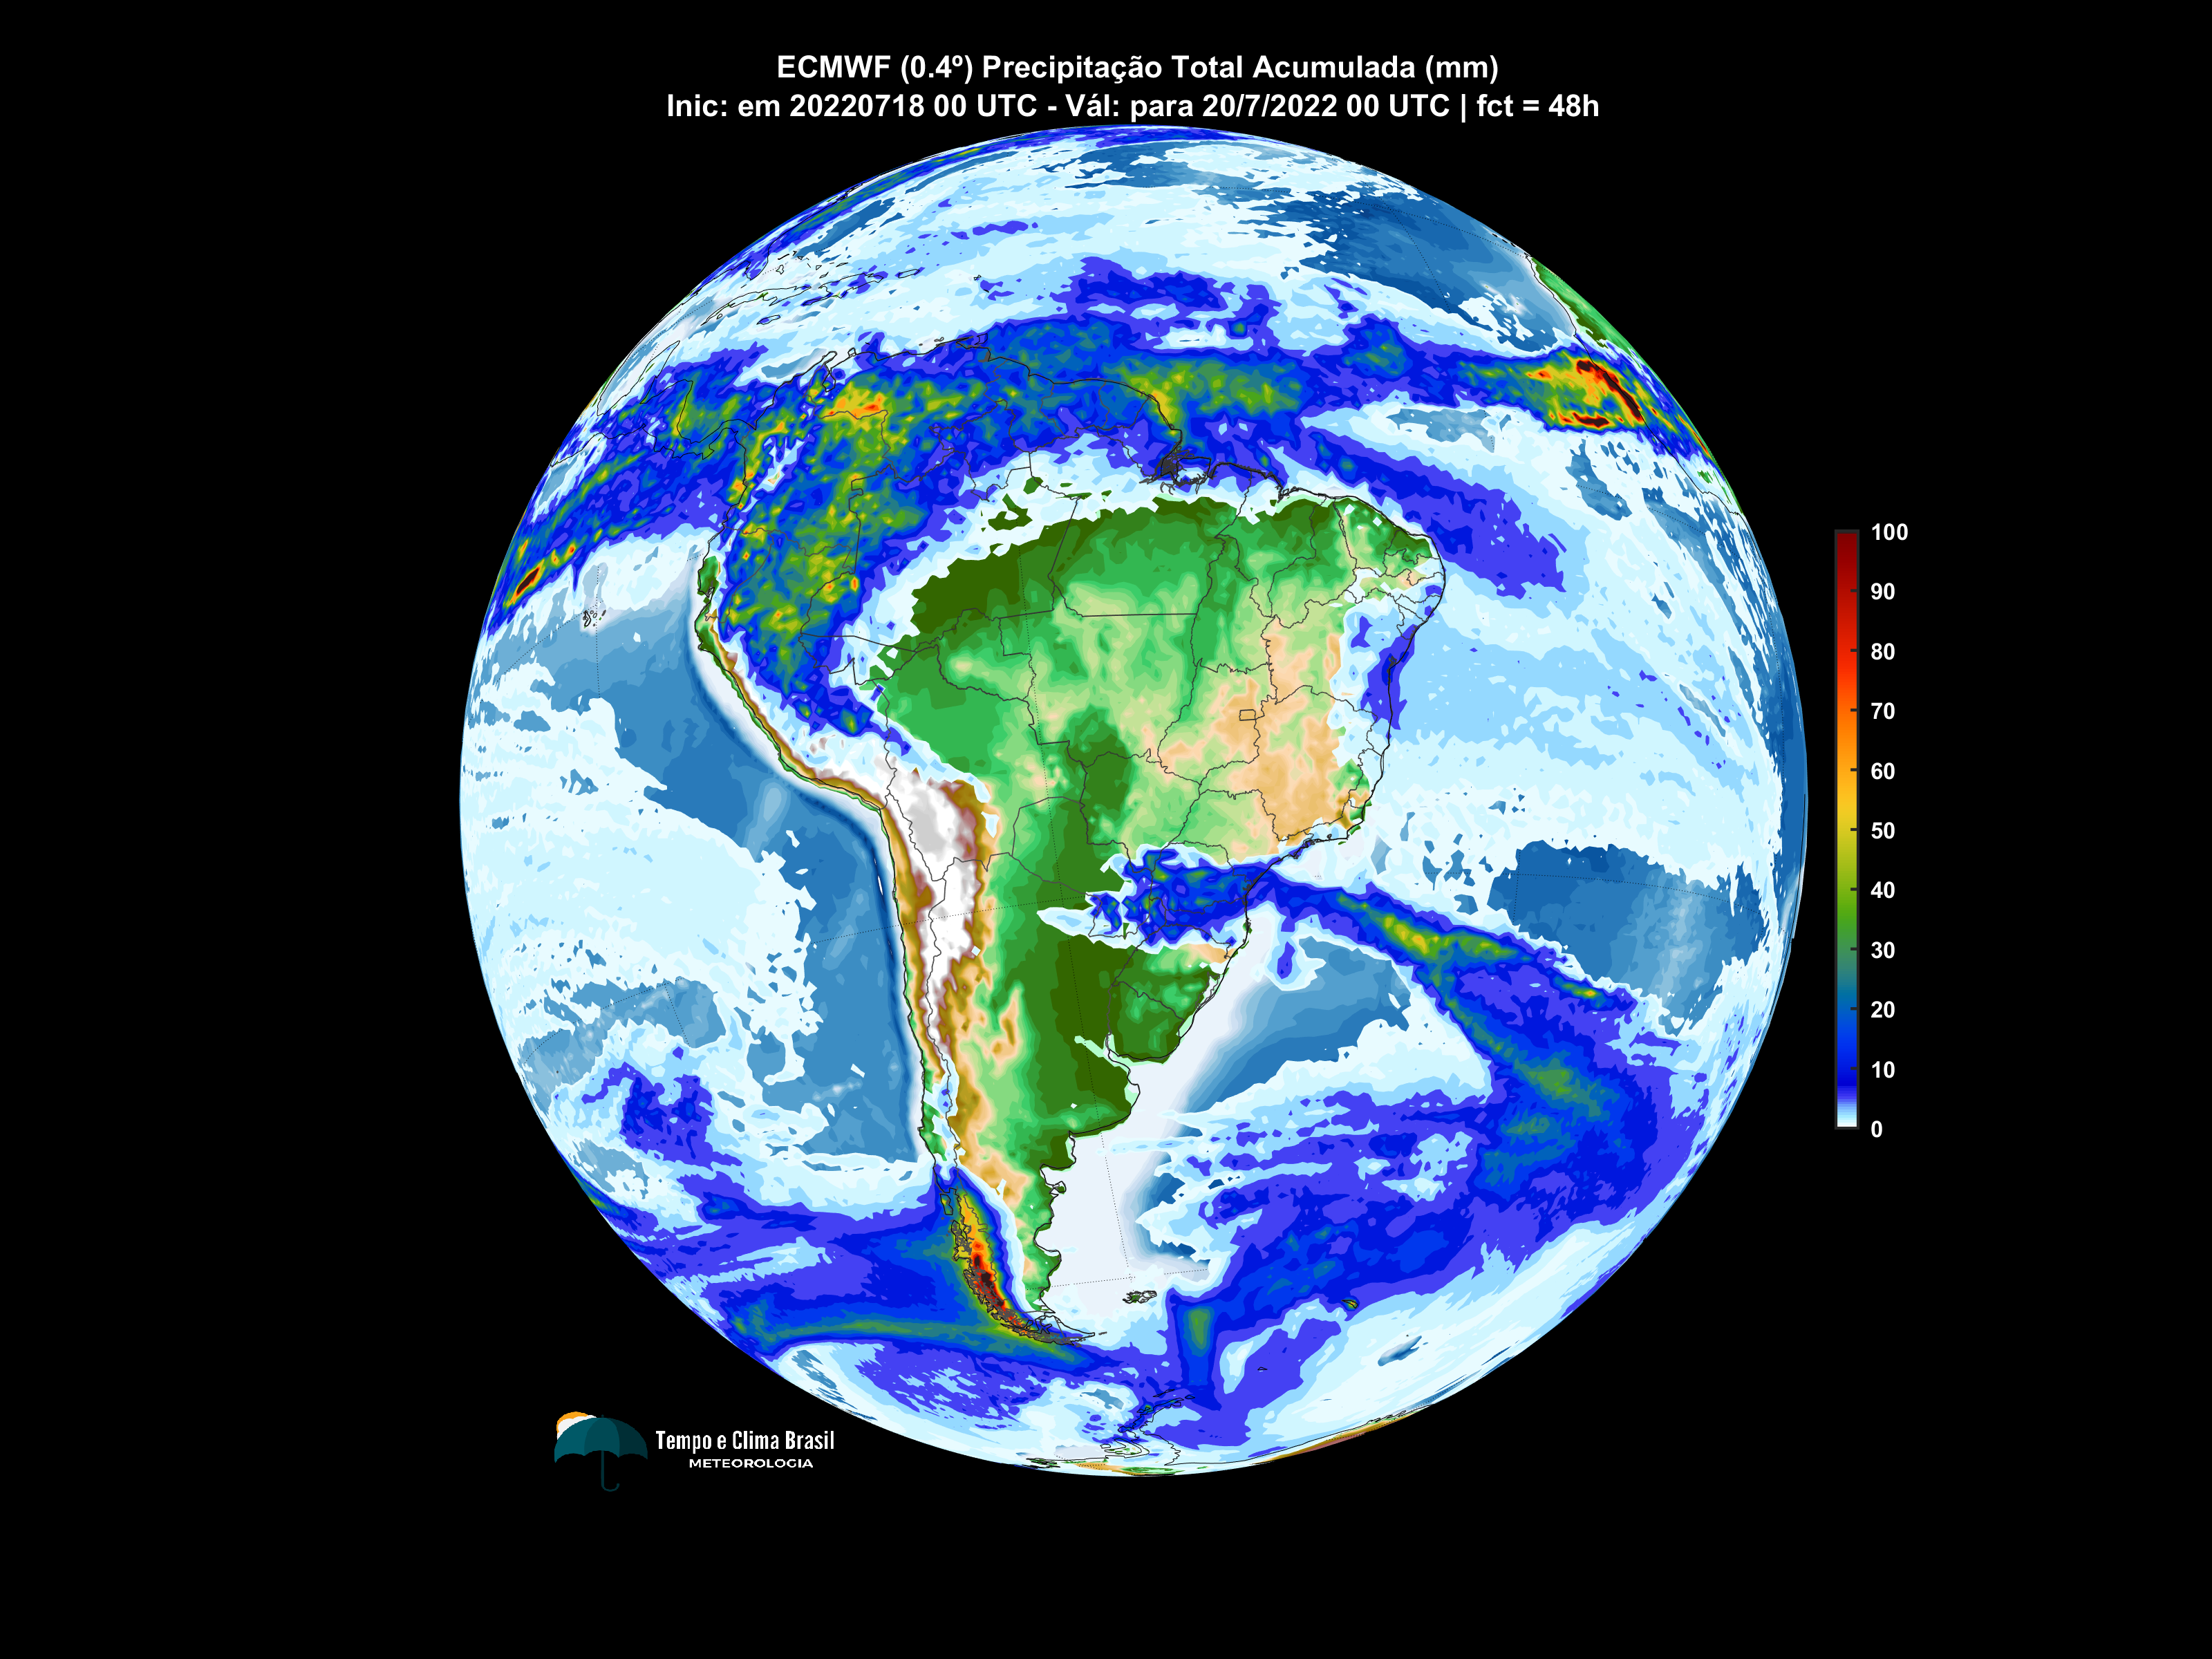 ECMWF (0.4º) Precipitação Total Acumulada (mm)
Inic: em 20220718 00 UTC - Vál: para 20/7/2022 00 UTC | fct = 48h
100
90
80
70
60
50
40
30
20
10
0
Tempo e Clima Brasil
METEOROLOGIA